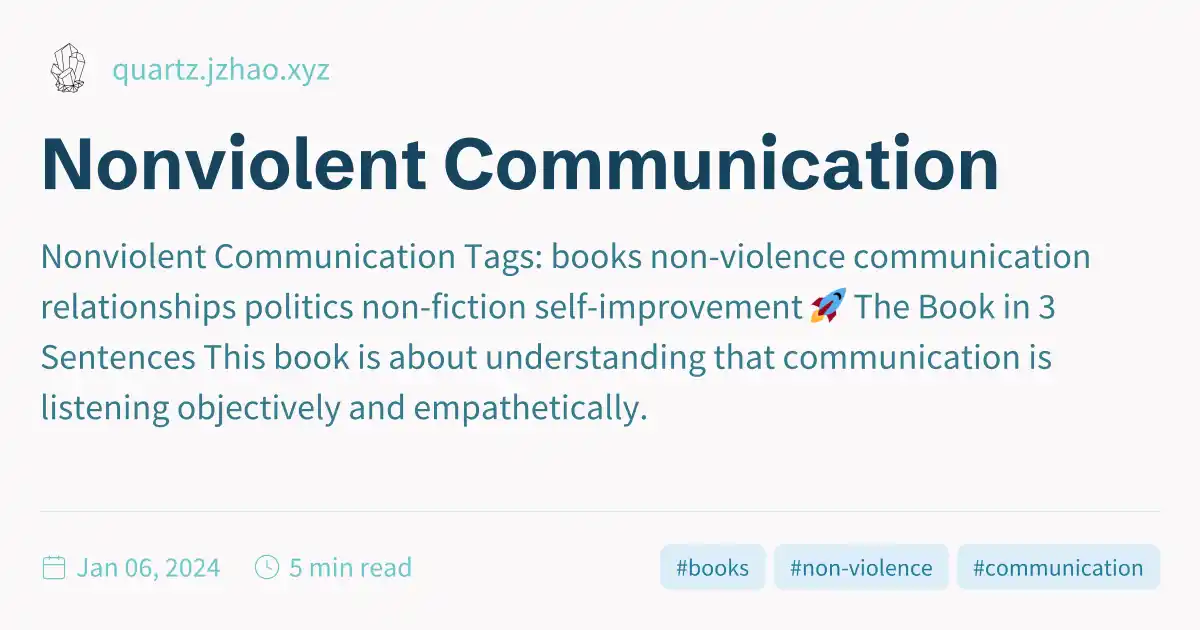 quartz.jzhao.xyz
Nonviolent Communication
Nonviolent Communication Tags: books non-violence communication
relationships politics non-fiction self-improvement 🚀 The Book in 3
Sentences This book is about understanding that communication is
listening objectively and empathetically.
Jan 06, 2024 5 min read #books #non-violence #communication